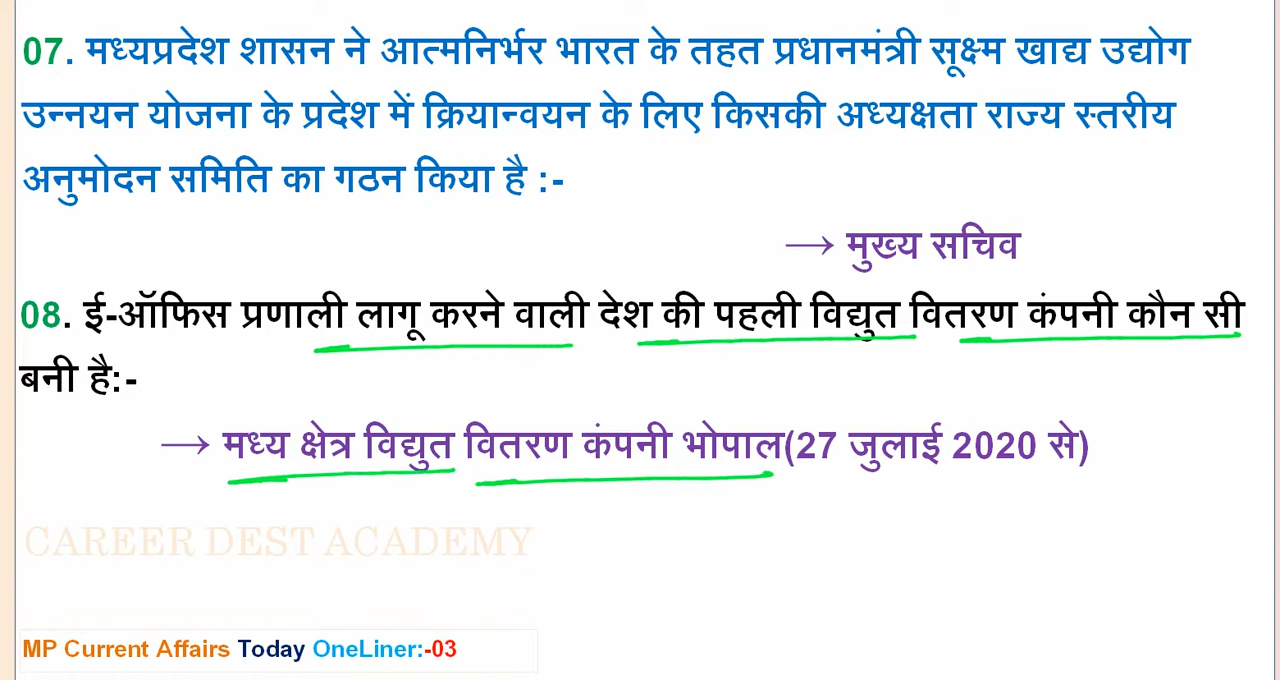 07. मध्यप्रदेश शासन ने आत्मनिर्भर भारत के तहत प्रधानमंत्री सूक्ष्म खाद्य उद्योग
उन्नयन योजना के प्रदेश में क्रियान्वयन के लिए किसकी अध्यक्षता राज्य स्तरीय
अनुमोदन समिति का गठन किया है :-
→ मुख्य सचिव
08. ई-ऑफिस प्रणाली लागू करने वाली देश की पहली विद्युत वितरण कंपनी कौन सी
बनी है:-
→ मध्य क्षेत्र विद्युत वितरण कंपनी भोपाल(27 जुलाई 2020 से)
CAREER DEST ACADEMY
MP Current Affairs Today OneLiner:-03